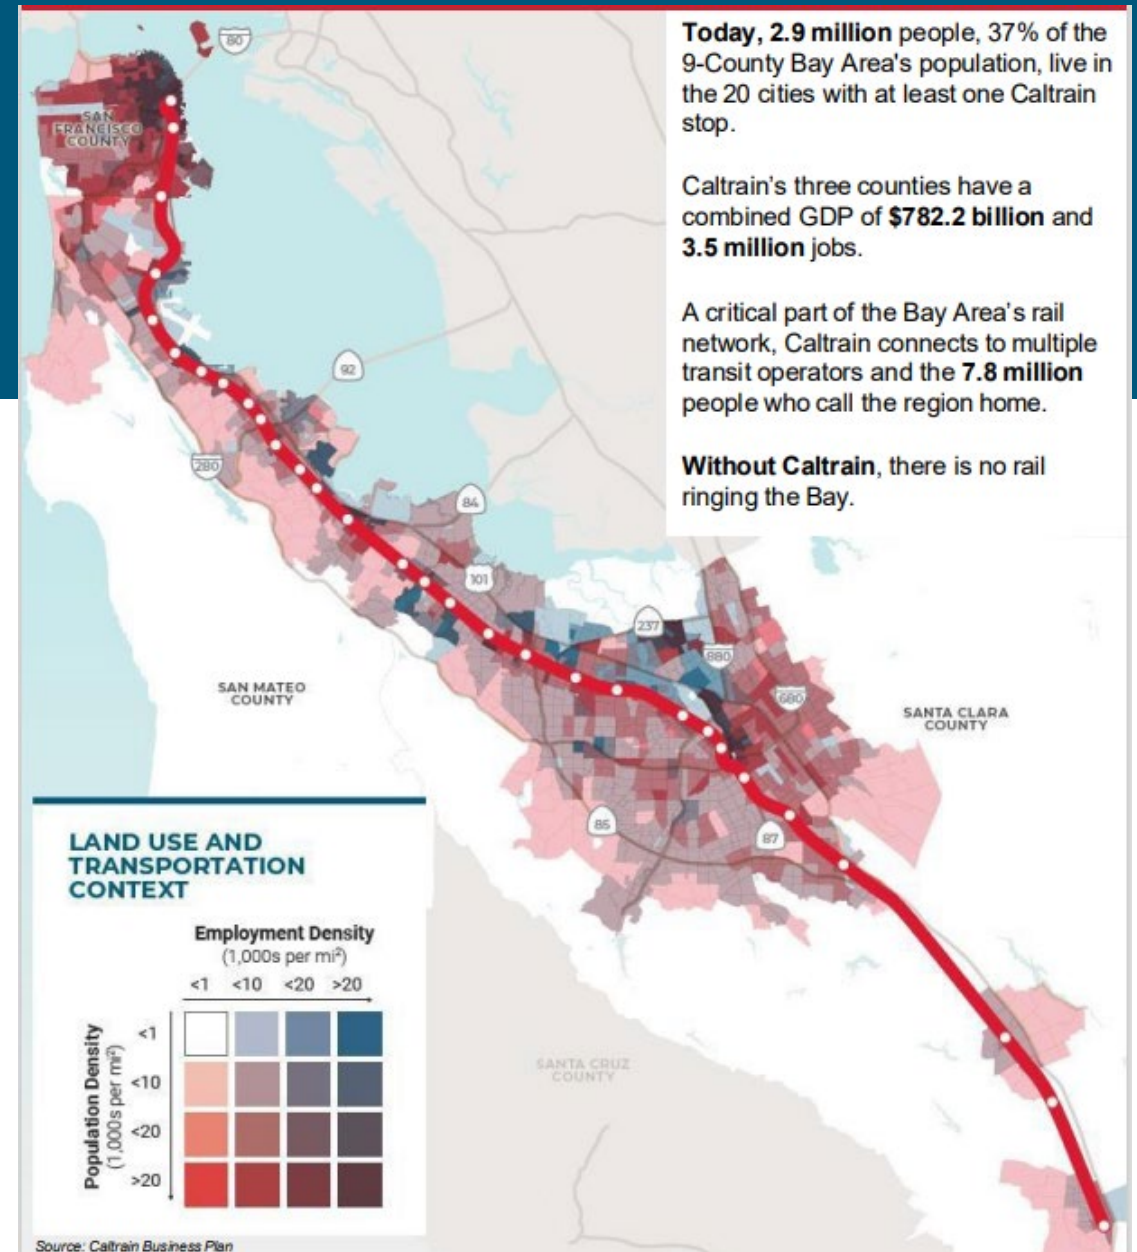 Today, 2.9 million people, 37% of the
9-County Bay Area's population, live in
the 20 cities with at least one Caltrain
stop.
Caltrain's three counties have a
combined GDP of $782.2 billion and
3.5 million jobs.
A critical part of the Bay Area's rail
network, Caltrain connects to multiple
transit operators and the 7.8 million
people who call the region home.
Without Caltrain, there is no rail
ringing the Bay.
80
SAN
FRANCISCO
COUNTY
92
280
84
101
237
880
680
SAN MATEO
COUNTY
SANTA CLARA
COUNTY
85
87
SANTA CRUZ
COUNTY
LAND USE AND
TRANSPORTATION
CONTEXT
Employment Density
(1,000s per mi²)
<1 <10 <20 >20
Population Density
(1,000s per mi²)
<1
<10
<20
>20
Source: Caltrain Business Plan